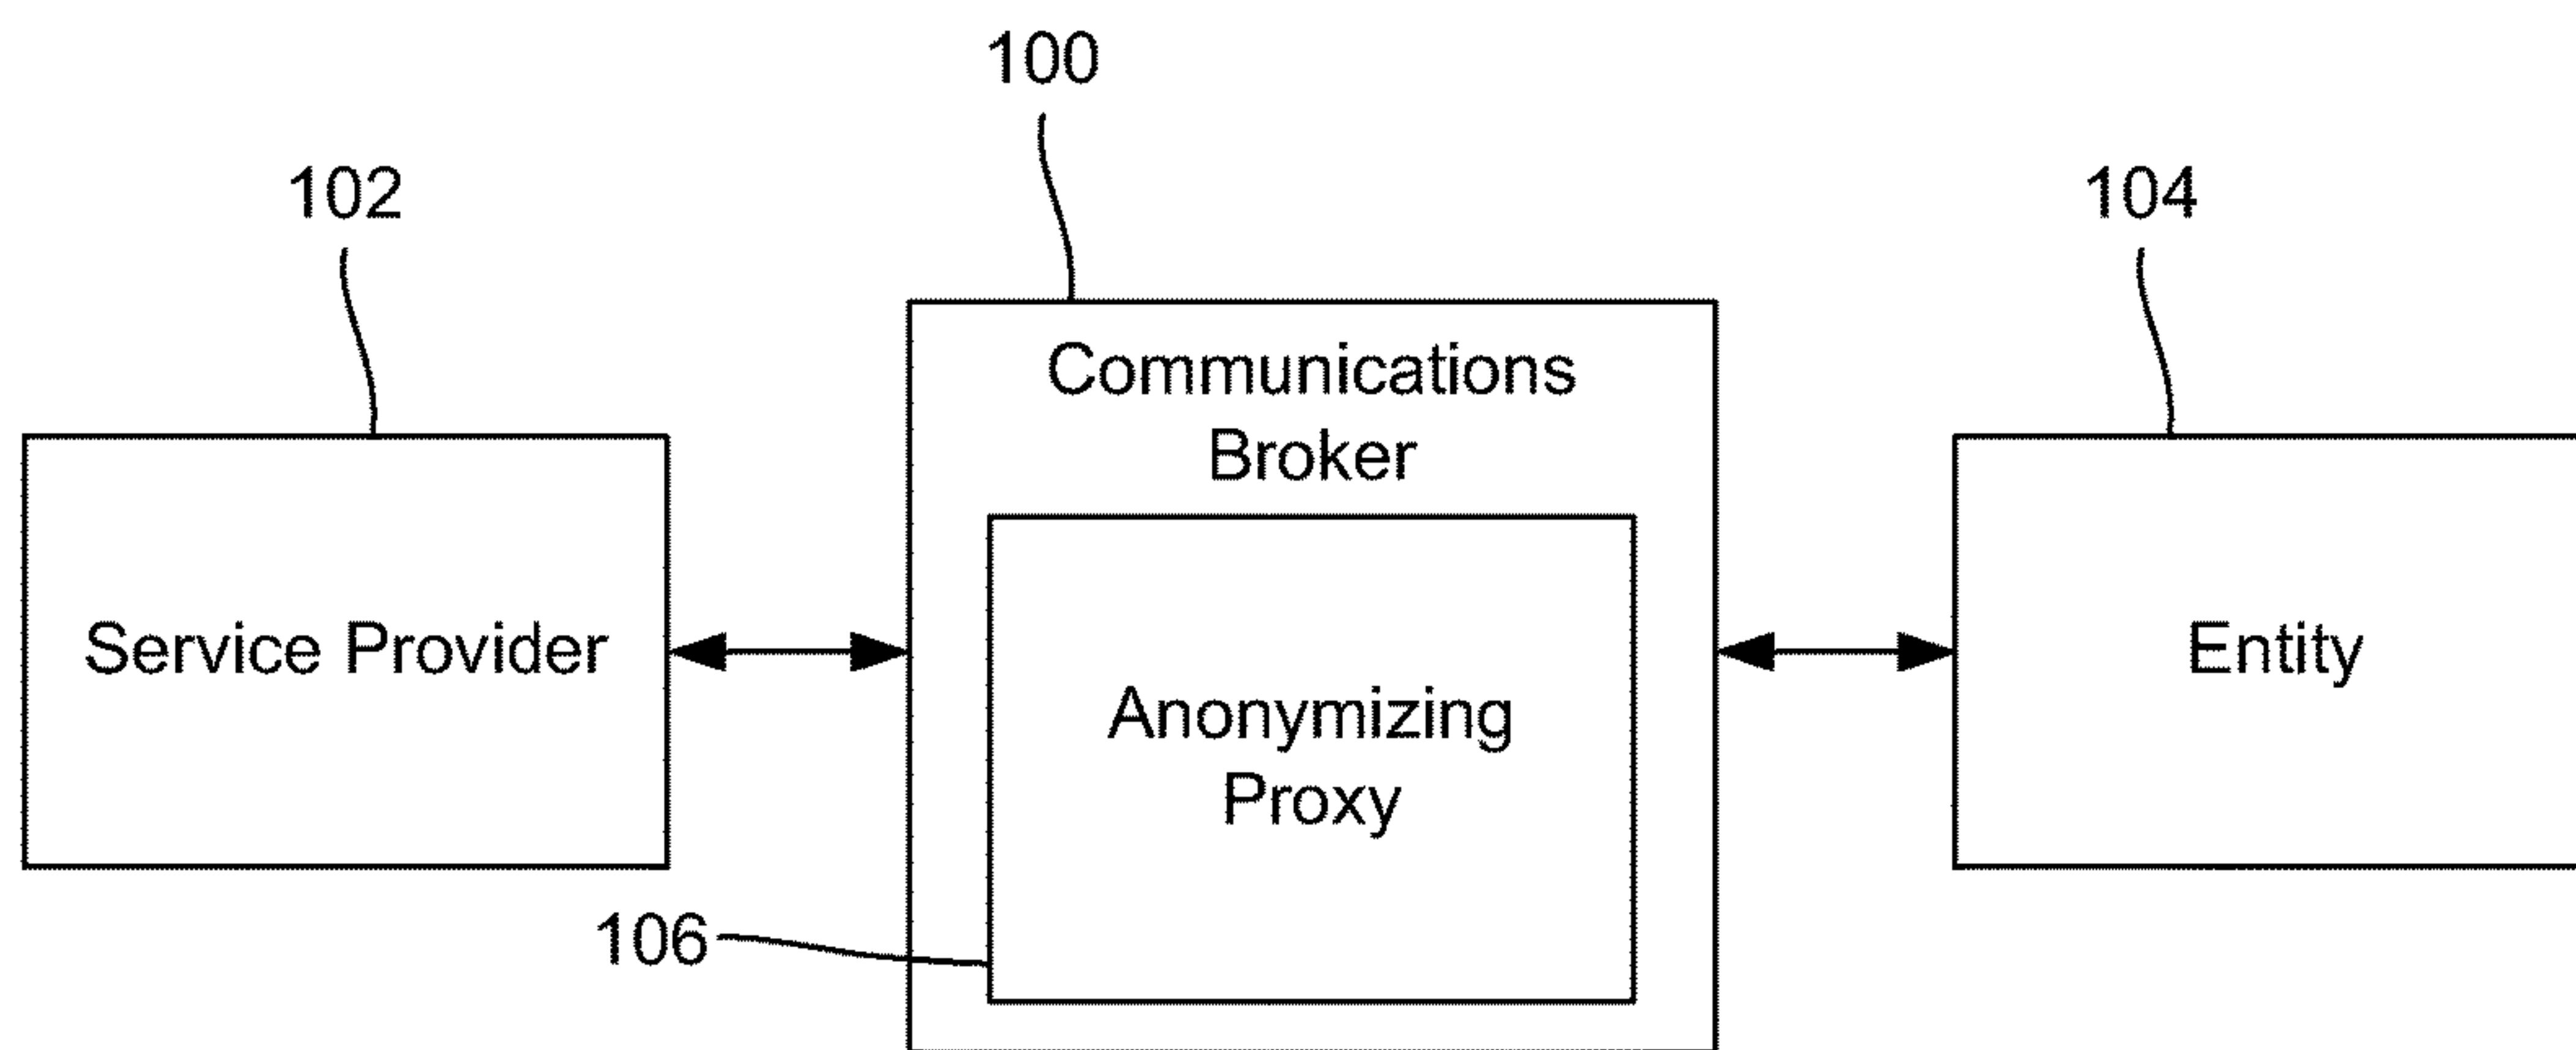 100
102
104
Communications
Broker
Service Provider
Entity
Anonymizing
Proxy
106